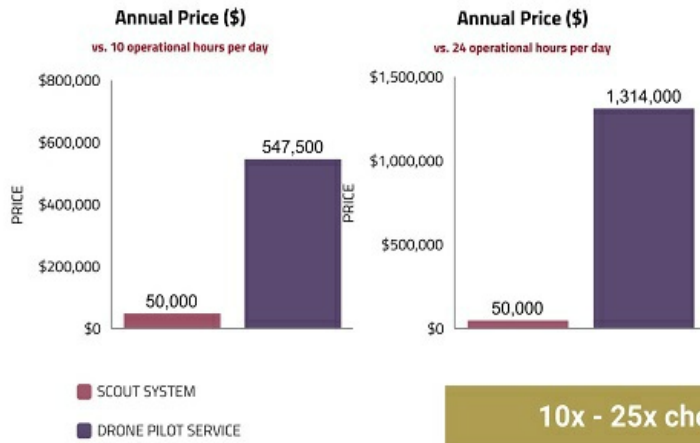 Annual Price ($)
vs. 10 operational hours per day
$800,000
$600,000
$400,000
$200,000
$0
PRICE
547,500
50,000
Annual Price ($)
vs. 24 operational hours per day
$1,500,000
$1,000,000
$500,000
$0
PRICE
1,314,000
50,000
SCOUT SYSTEM
DRONE PILOT SERVICE
10x - 25x